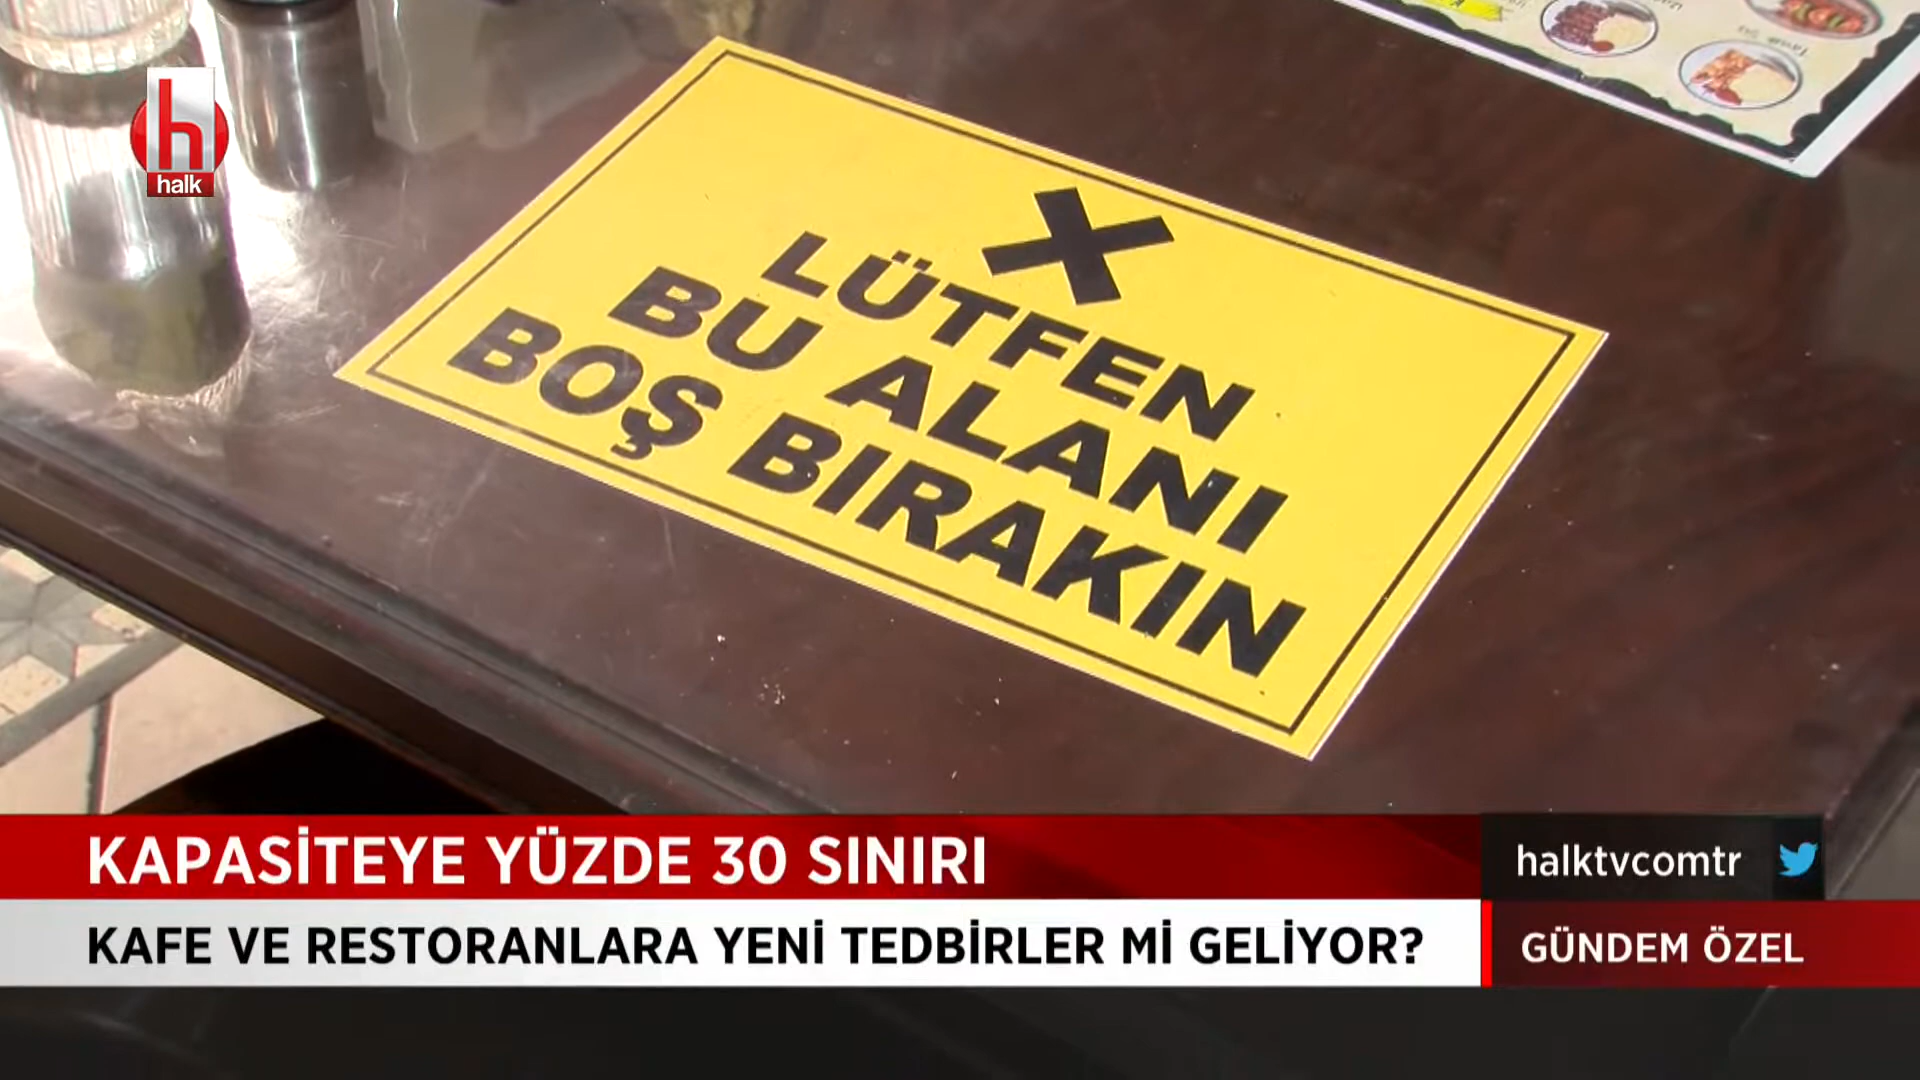 h
halk
LÜTFEN
BU ALANI
BOŞ BIRAKIN
KAPASİTEYE YÜZDE 30 SINIRI
halktvcomtr
KAFE VE RESTORANLARA YENİ TEDBİRLER Mİ GELİYOR?
GÜNDEM ÖZEL